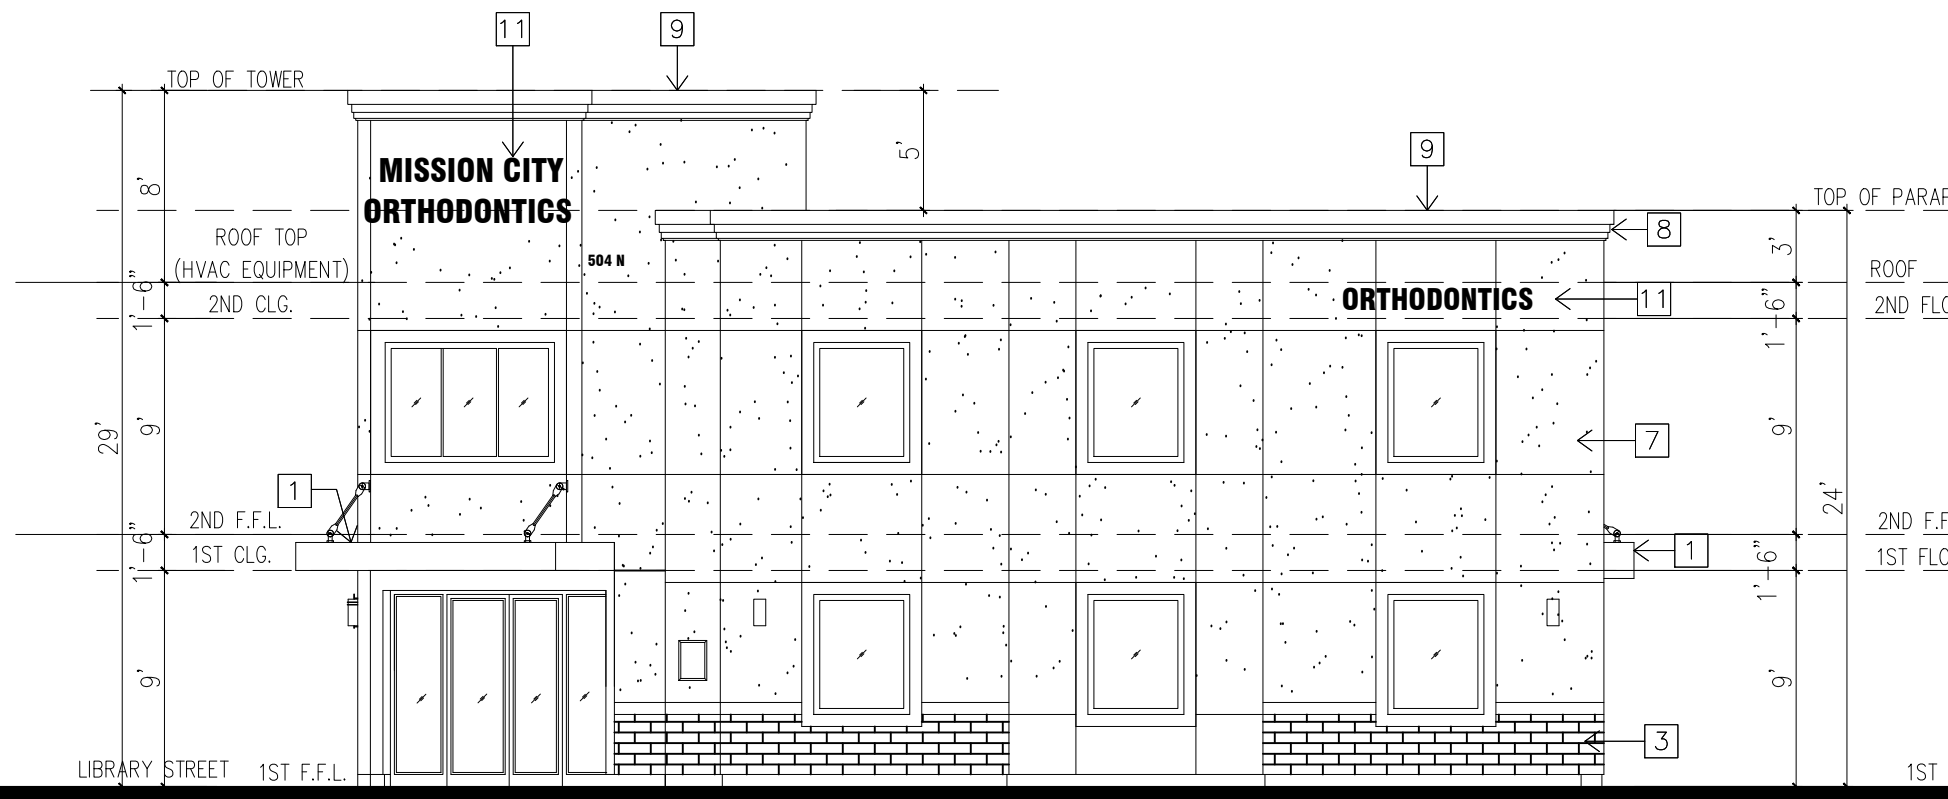 11
9
TOP OF TOWER
5'
9
MISSION CITY
ORTHODONTICS
8'
TOP OF PARAP
8
ROOF TOP
(HVAC EQUIPMENT)
504 N
3'
ROOF
1'-6"
2ND CLG.
ORTHODONTICS
11
1'-6"
2ND FLO
29'
9'
9'
7
1
24'
2ND F.F.L.
2ND F.F
1'-6"
1ST CLG.
1
1'-6"
1ST FLO
9'
9'
3
LIBRARY STREET
1ST F.F.L.
1ST